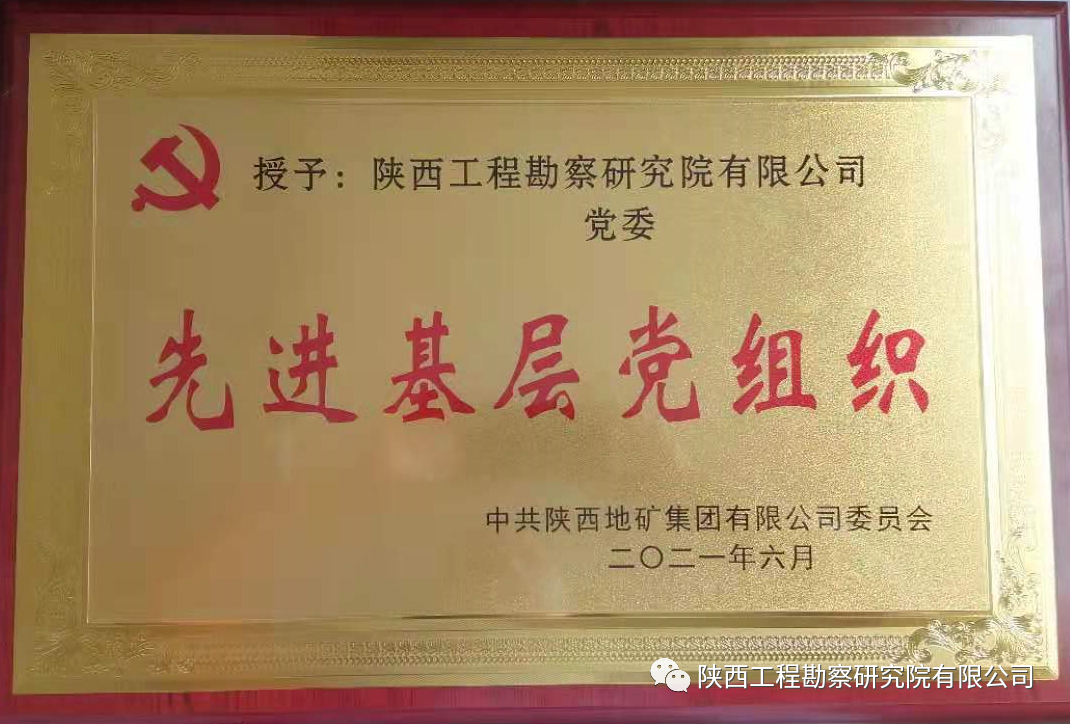 授予：陕西工程勘察研究院有限公司
党委
先进基层党组织
中共陕西地矿集团有限公司委员会
二〇二一年六月
陕西工程勘察研究院有限公司